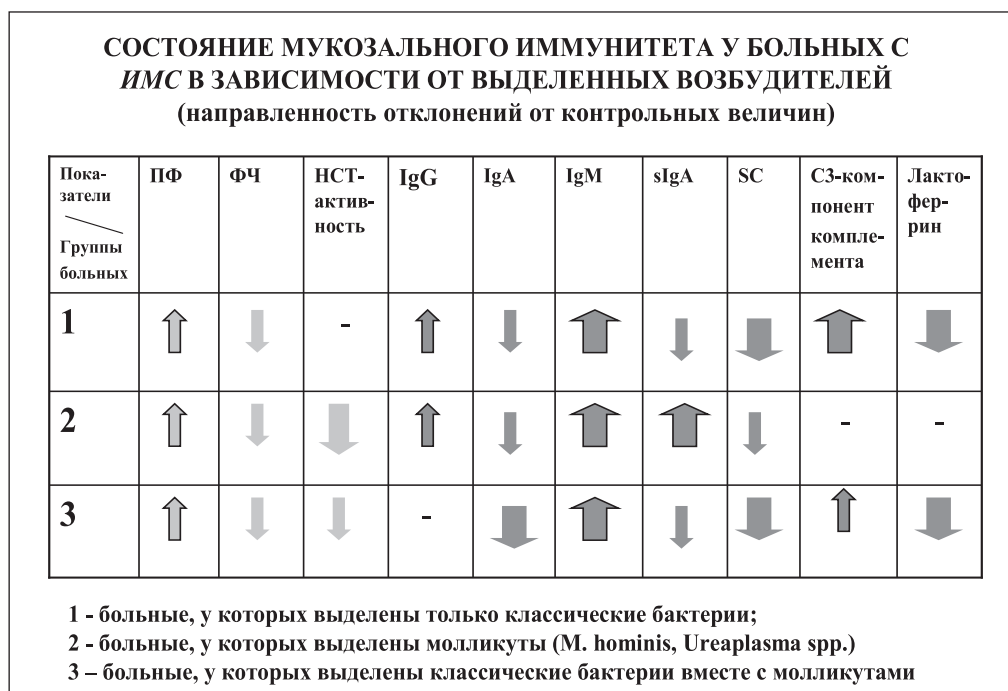 СОСТОЯНИЕ МУКОЗАЛЬНОГО ИММУНИТЕТА У БОЛЬНЫХ С
ИМС В ЗАВИСИМОСТИ ОТ ВЫДЕЛЕННЫХ ВОЗБУДИТЕЛЕЙ
(направленность отклонений от контрольных величин)
Пока-
затели
Группы
больных
ПФ
ФЧ
НСТ-
актив-
ность
IgG
IgA
IgM
sIgA
SC
С3-ком-
понент
компле-
мента
Лакто-
фер-
рин
1
-
2
-
-
3
-
1 - больные, у которых выделены только классические бактерии;
2 - больные, у которых выделены молликуты (M. hominis, Ureaplasma spp.)
3 – больные, у которых выделены классические бактерии вместе с молликутами